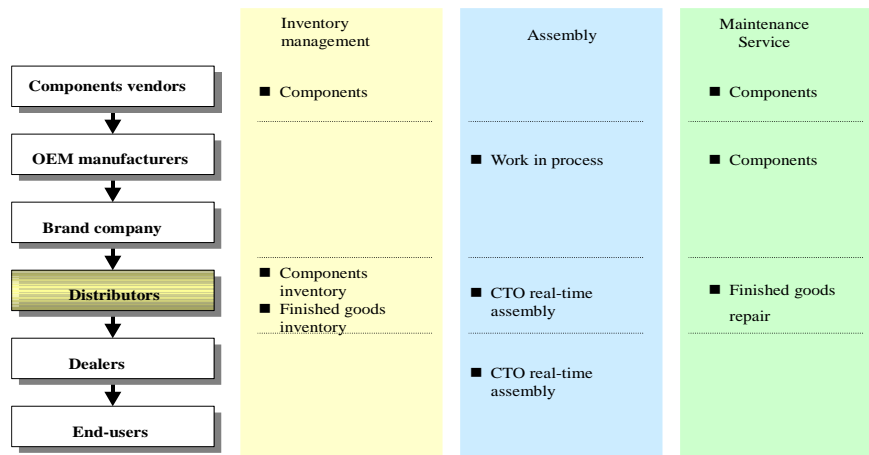 Inventory
management
Assembly
Maintenance
Service
Components vendors
■ Components
■ Components
OEM manufacturers
■ Work in process
■ Components
Brand company
Distributors
■ Components
inventory
■ Finished goods
inventory
■ CTO real-time
assembly
■ Finished goods
repair
Dealers
■ CTO real-time
assembly
End-users